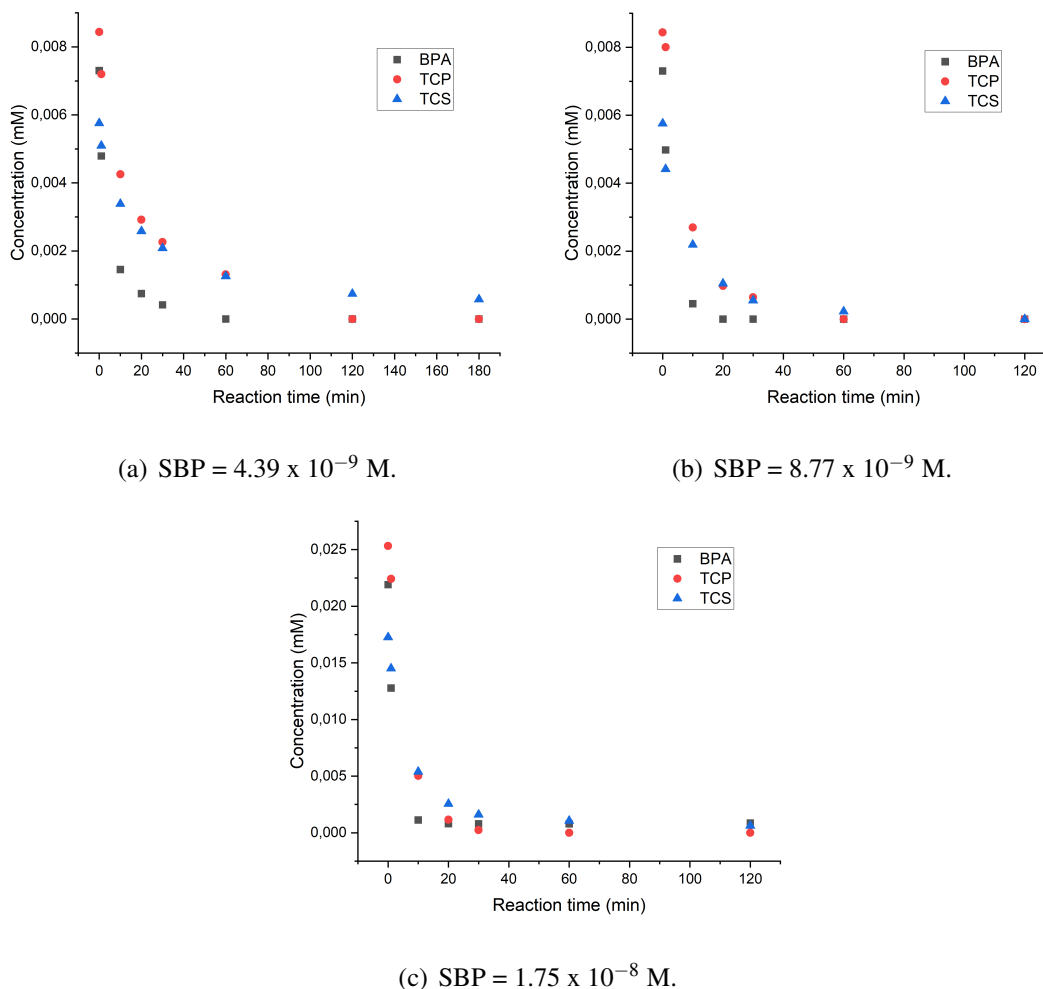 0,008
0,006
0,004
0,002
0,000
Concentration (mM)
BPA
TCP
TCS
0 20 40 60 80 100 120 140 160 180
Reaction time (min)
(a) SBP = 4.39 x 10⁻⁹ M.
0,008
0,006
0,004
0,002
0,000
Concentration (mM)
BPA
TCP
TCS
0 20 40 60 80 100 120
Reaction time (min)
(b) SBP = 8.77 x 10⁻⁹ M.
0,025
0,020
0,015
0,010
0,005
0,000
Concentration (mM)
BPA
TCP
TCS
0 20 40 60 80 100 120
Reaction time (min)
(c) SBP = 1.75 x 10⁻⁸ M.